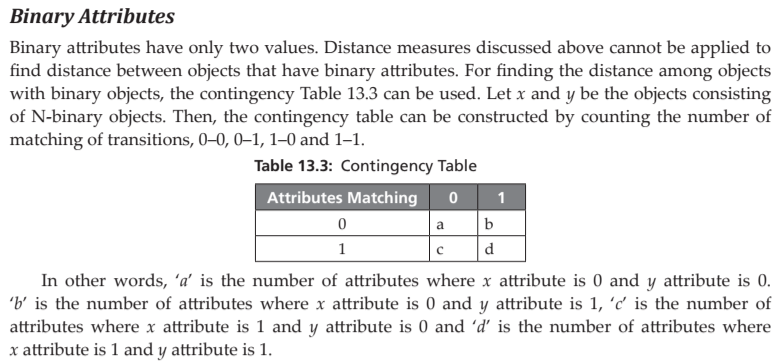 Binary Attributes
Binary attributes have only two values. Distance measures discussed above cannot be applied to
find distance between objects that have binary attributes. For finding the distance among objects
with binary objects, the contingency Table 13.3 can be used. Let x and y be the objects consisting
of N-binary objects. Then, the contingency table can be constructed by counting the number of
matching of transitions, 0–0, 0–1, 1–0 and 1–1.
Table 13.3: Contingency Table
Attributes Matching 0 1
0 a b
1 c d
In other words, ‘a’ is the number of attributes where x attribute is 0 and y attribute is 0.
‘b’ is the number of attributes where x attribute is 0 and y attribute is 1, ‘c’ is the number of
attributes where x attribute is 1 and y attribute is 0 and ‘d’ is the number of attributes where
x attribute is 1 and y attribute is 1.